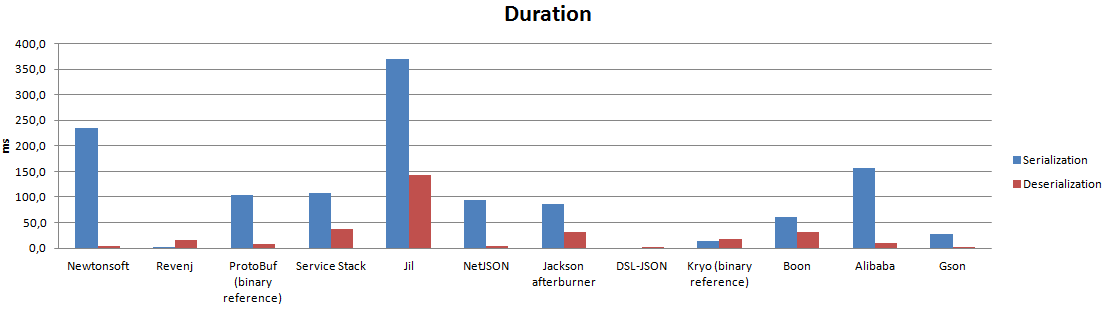 Duration
400,0
350,0
300,0
250,0
200,0
150,0
100,0
50,0
0,0
ms
Newtonsoft
Revenj
ProtoBuf
(binary
reference)
Service Stack
Jil
NetJSON
Jackson
afterburner
DSL-JSON
Kryo (binary
reference)
Boon
Alibaba
Gson
Serialization
Deserialization